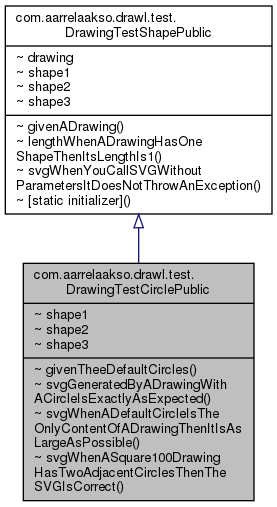 com.aarrelaakso.drawl.test.
DrawingTestShapePublic
~ drawing
~ shape1
~ shape2
~ shape3
~ givenADrawing()
~ lengthWhenADrawingHasOne
ShapeThenItsLengthIs1()
~ svgWhenYouCallSVGWithout
ParametersItDoesNotThrowAnException()
~ [static initializer]()
com.aarrelaakso.drawl.test.
DrawingTestCirclePublic
~ shape1
~ shape2
~ shape3
~ givenTheeDefaultCircles()
~ svgGeneratedByADrawingWith
ACircleIsExactlyAsExpected()
~ svgWhenADefaultCircleIsThe
OnlyContentOfADrawingThenItIsAs
LargeAsPossible()
~ svgWhenASquare100Drawing
HasTwoAdjacentCirclesThenThe
SVGIsCorrect()